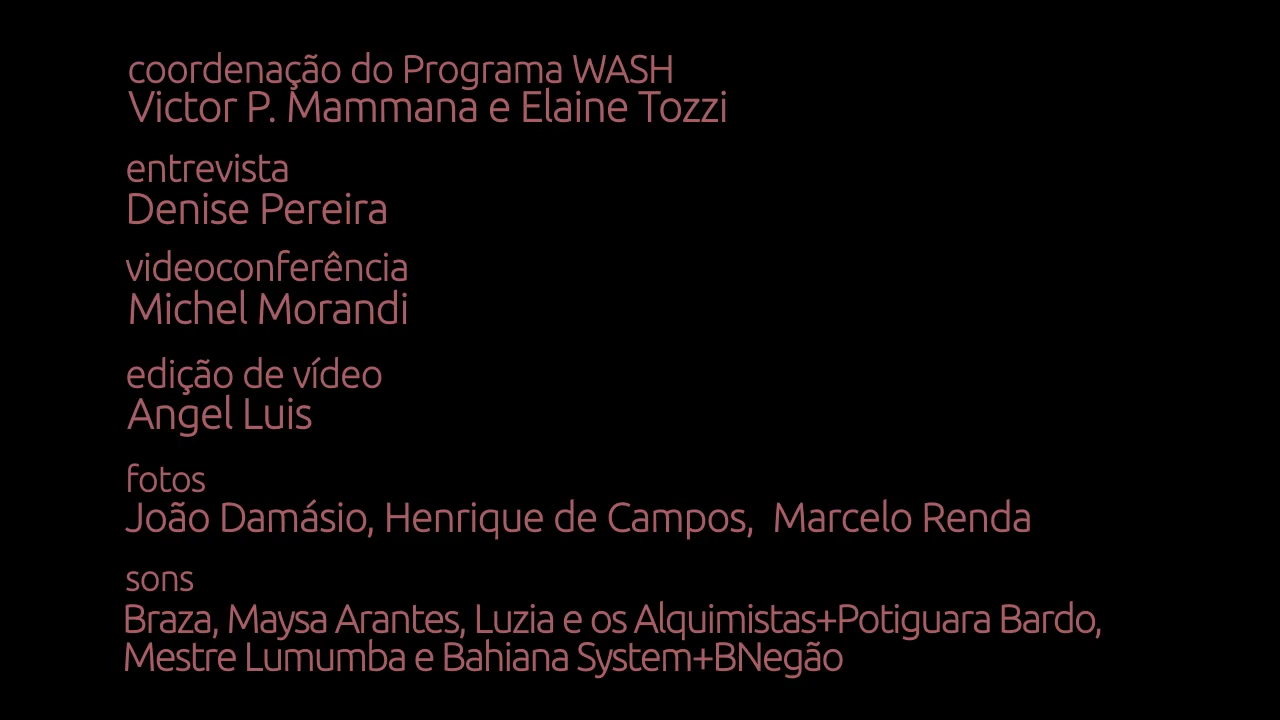 coordenação do Programa WASH
Victor P. Mammana e Elaine Tozzi
entrevista
Denise Pereira
videoconferência
Michel Morandi
edição de vídeo
Angel Luis
fotos
João Damásio, Henrique de Campos, Marcelo Renda
sons
Braza, Maysa Arantes, Luzia e os Alquimistas+Potiguara Bardo,
Mestre Lumumba e Bahiana System+BNegão